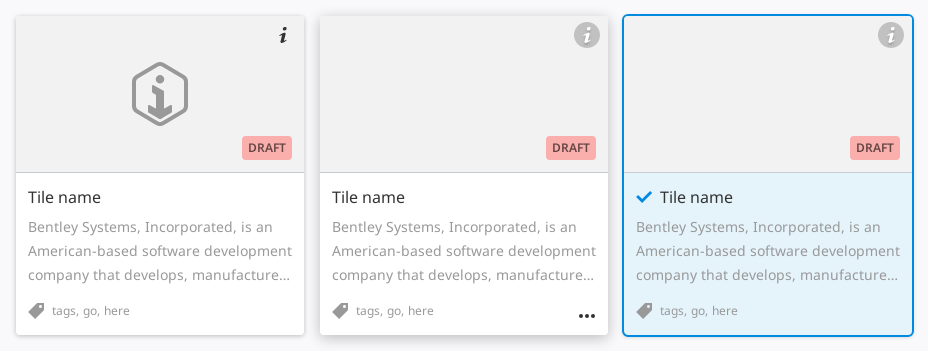 DRAFT
Tile name
Bentley Systems, Incorporated, is an
American-based software development
company that develops, manufacture...
tags, go, here
DRAFT
Tile name
Bentley Systems, Incorporated, is an
American-based software development
company that develops, manufacture...
tags, go, here
DRAFT
Tile name
Bentley Systems, Incorporated, is an
American-based software development
company that develops, manufacture...
tags, go, here